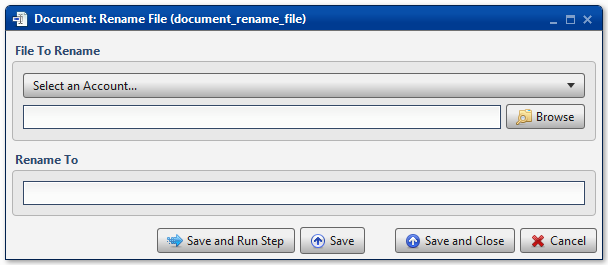 Document: Rename File (document_rename_file)
File To Rename
Select an Account...
Browse
Rename To
Save and Run Step Save Save and Close Cancel